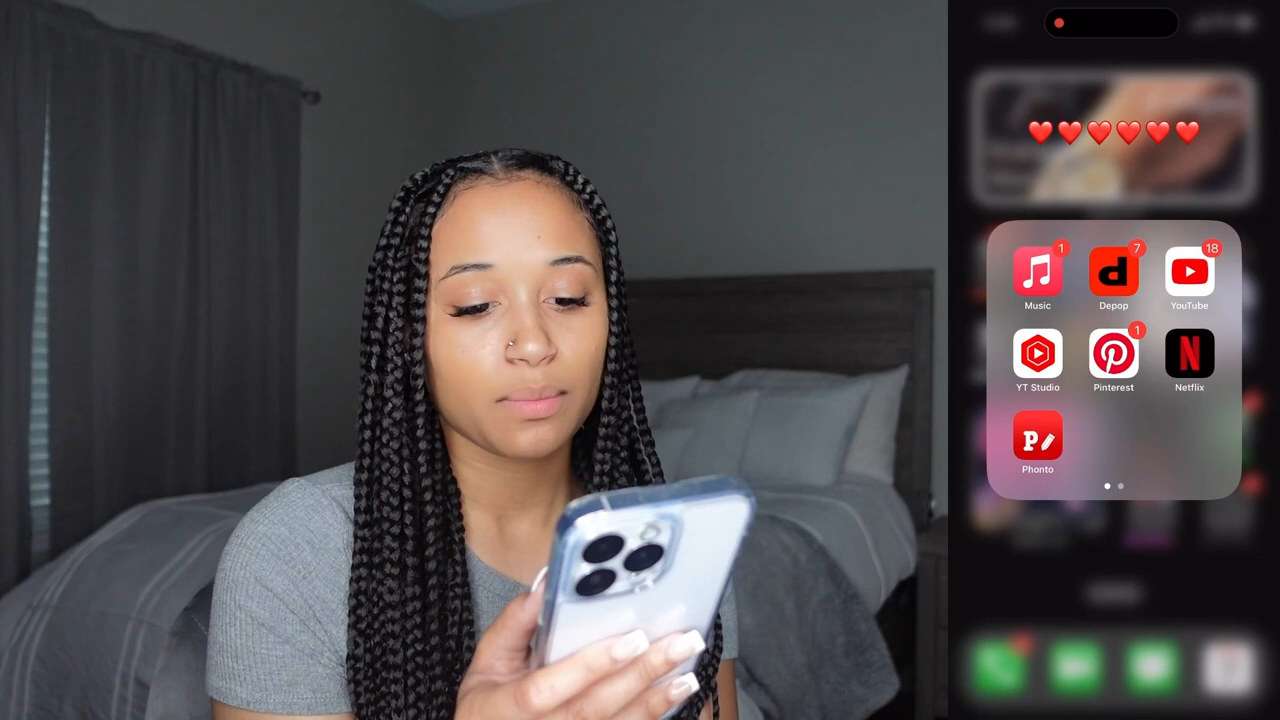 ❤️❤️❤️❤️❤️❤️
1
7
18
Music
Depop
YouTube
1
YT Studio
Pinterest
Netflix
Phonto